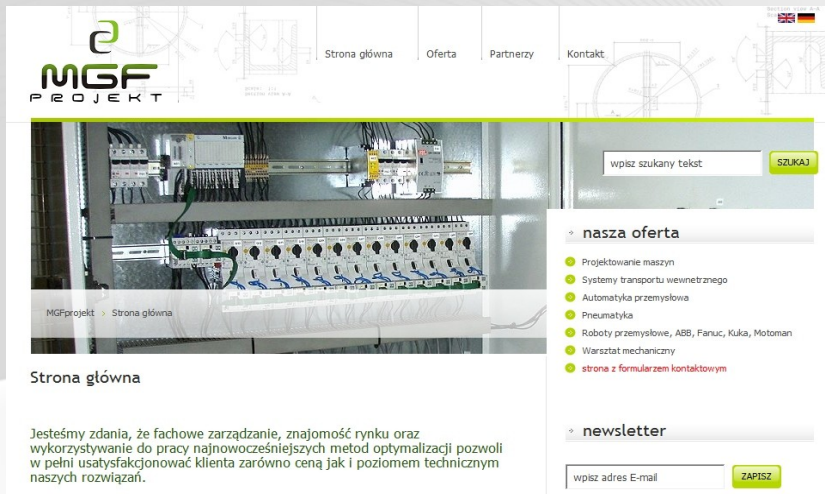 MGF
PROJEKT
Strona główna
Oferta
Partnerzy
Kontakt
wpisz szukany tekst
SZUKAJ
nasza oferta
Projektowanie maszyn
Systemy transportu wewnetrznego
Automatyka przemysłowa
Pneumatyka
Roboty przemysłowe, ABB, Fanuc, Kuka, Motoman
Warsztat mechaniczny
strona z formularzem kontaktowym
MGFprojekt > Strona główna
Strona główna
Jesteśmy zdania, że fachowe zarządzanie, znajomość rynku oraz
wykorzystywanie do pracy najnowocześniejszych metod optymalizacji pozwoli
w pełni usatysfakcjonować klienta zarówno ceną jak i poziomem technicznym
naszych rozwiązań.
newsletter
wpisz adres E-mail
ZAPISZ